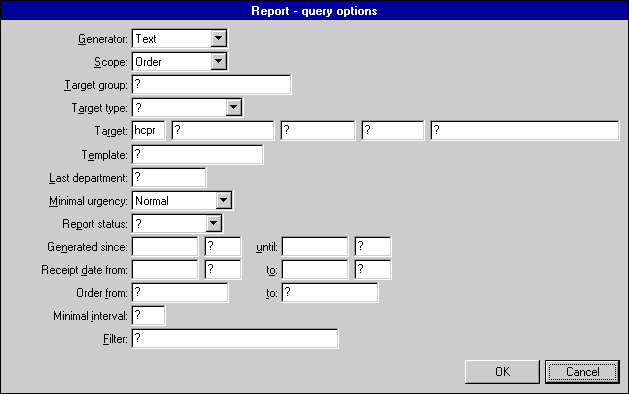 Report - query options
Generator: Text
Scope: Order
Target group: ?
Target type: ?
Target: hcpr ? ? ? ?
Template: ?
Last department: ?
Minimal urgency: Normal
Report status: ?
Generated since: ? until: ?
Receipt date from: ? to: ?
Order from: ? to: ?
Minimal interval: ?
Filter: ?
OK Cancel